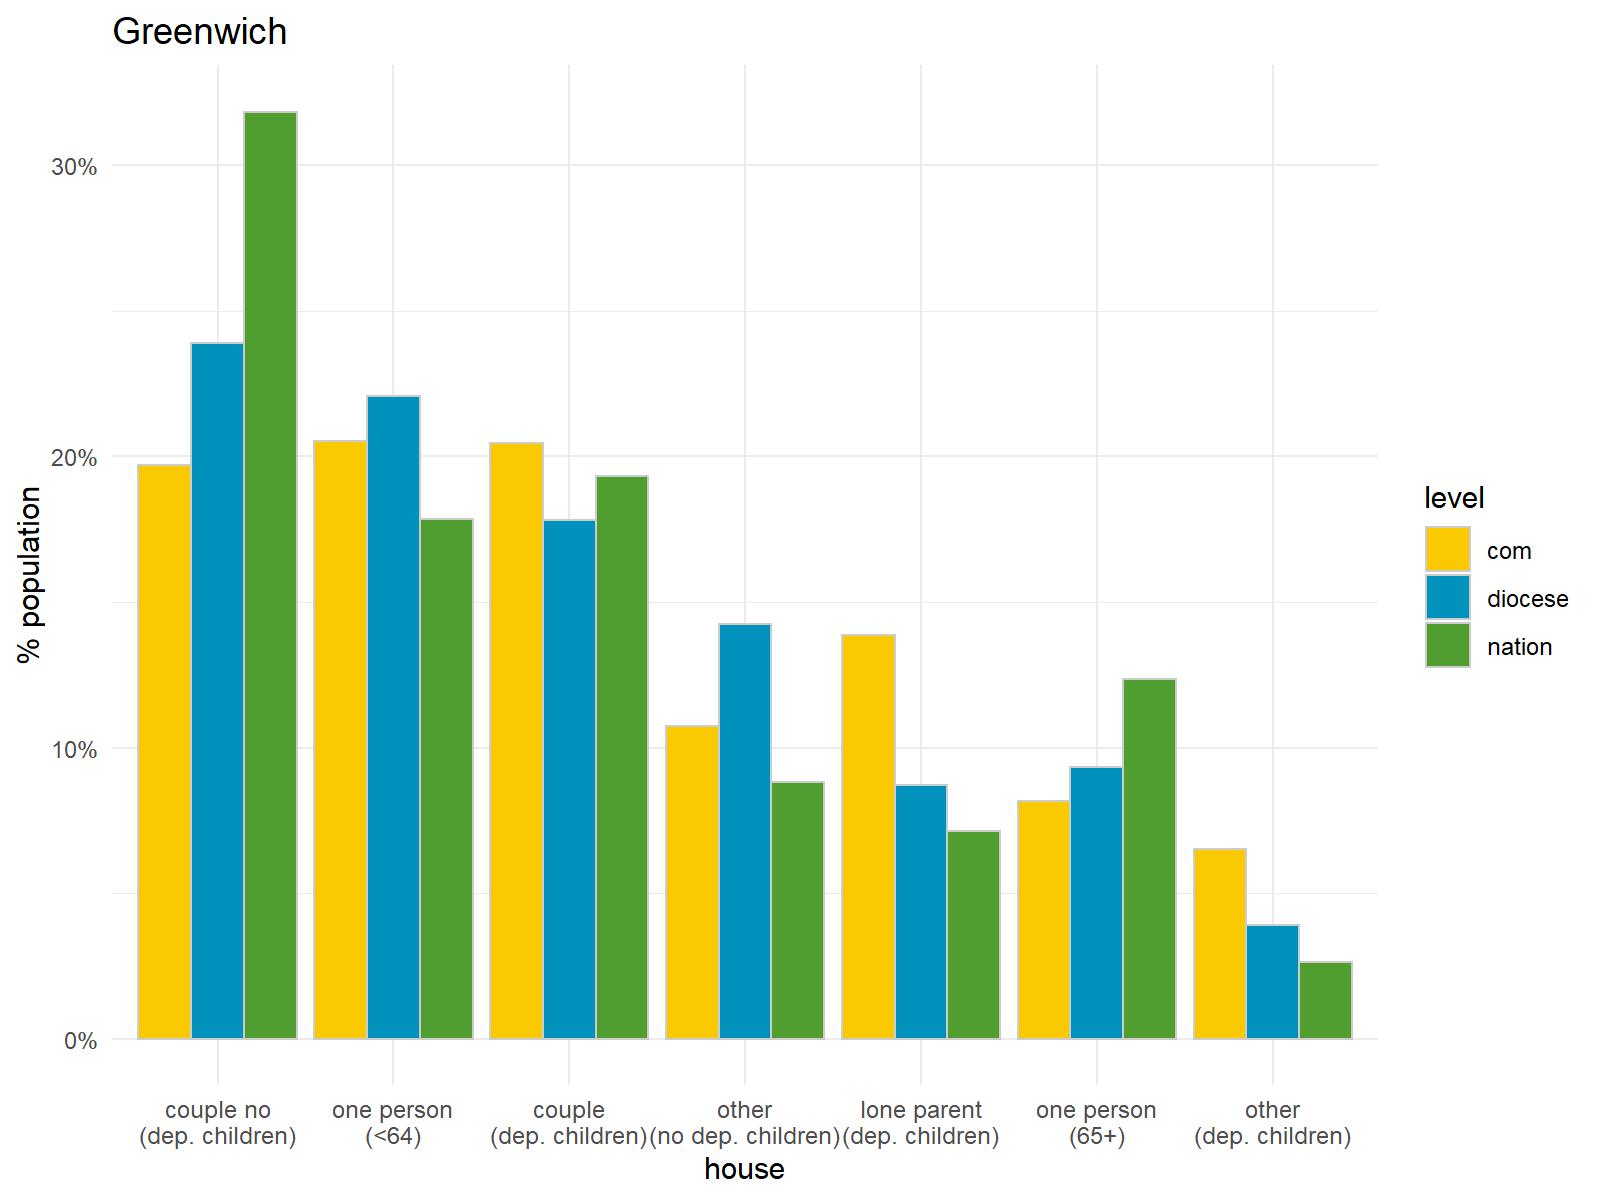 Greenwich
30%
20%
10%
0%
% population
couple no
(dep. children)
one person
(<64)
couple
(dep. children)
other
(no dep. children)
lone parent
(dep. children)
one person
(65+)
other
(dep. children)
house
level
com
diocese
nation